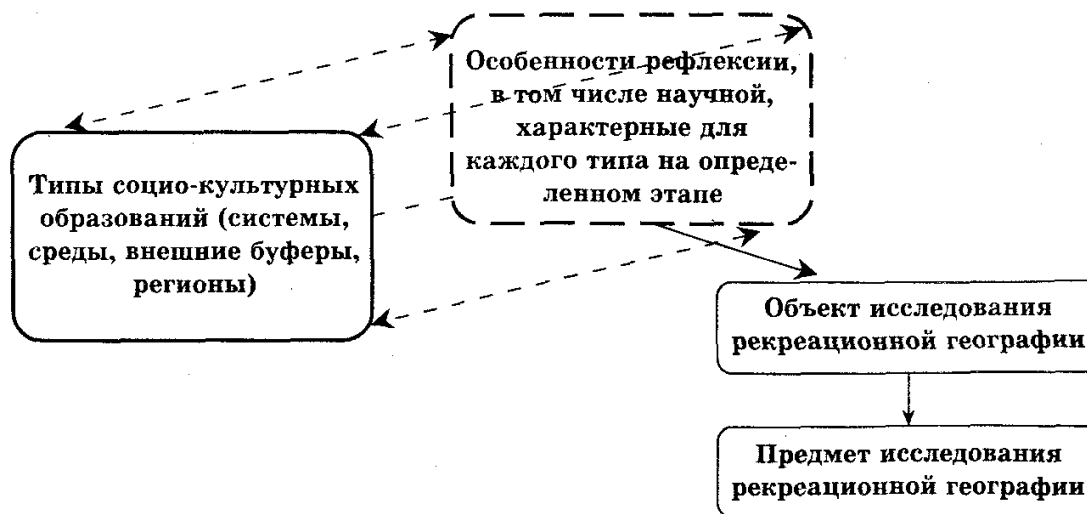 Особенности рефлексии,
в том числе научной,
характерные для
каждого типа на опреде-
ленном этапе
Типы социо-культурных
образований (системы,
среды, внешние буферы,
регионы)
Объект исследования
рекреационной географии
Предмет исследования
рекреационной географии